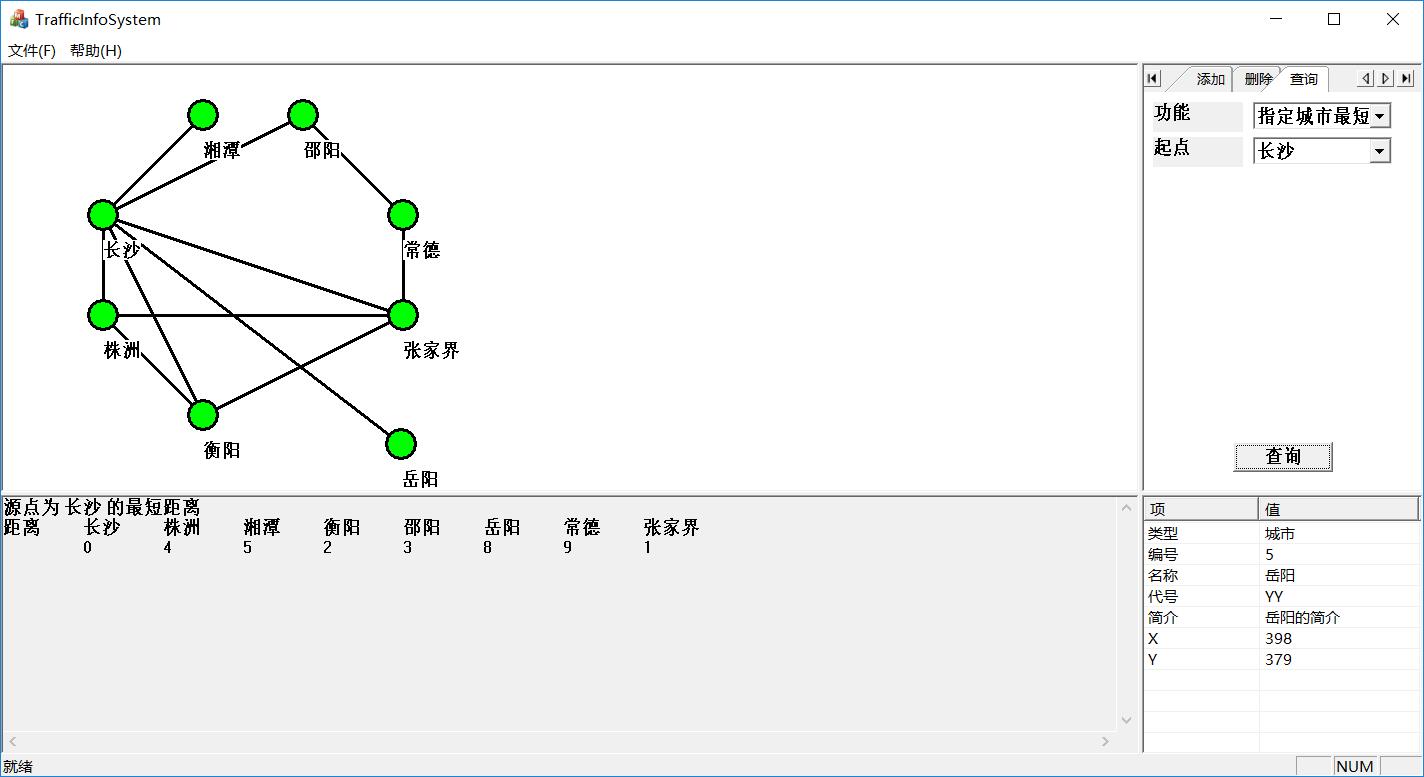 TrafficInfoSystem
文件(F) 帮助(H)
湘潭
邵阳
长沙
常德
株洲
张家界
衡阳
岳阳
添加 删除 查询
功能 指定城市最短
起点 长沙
查询
源点为 长沙 的最短距离
距离 长沙 株洲 湘潭 衡阳 邵阳 岳阳 常德 张家界
0 4 5 2 3 8 9 1
项 值
类型 城市
编号 5
名称 岳阳
代号 YY
简介 岳阳的简介
X 398
Y 379
就绪 NUM